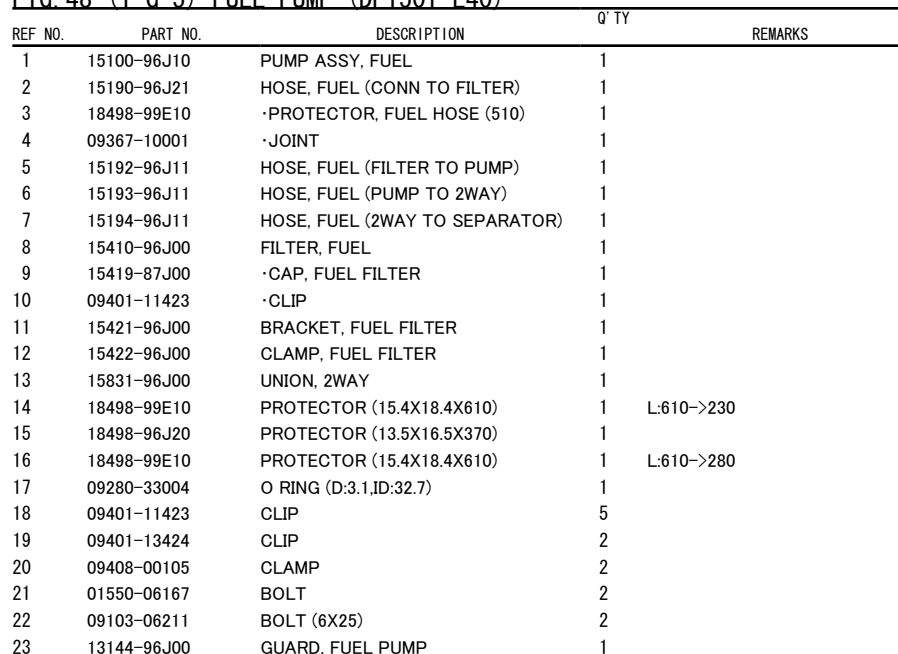 FIG. 48 (1-G-5) FUEL PUMP (DF150T E40)
REF NO. PART NO. DESCRIPTION Q'TY REMARKS
1 15100-96J10 PUMP ASSY, FUEL 1
2 15190-96J21 HOSE, FUEL (CONN TO FILTER) 1
3 18498-99E10 ·PROTECTOR, FUEL HOSE (510) 1
4 09367-10001 ·JOINT 1
5 15192-96J11 HOSE, FUEL (FILTER TO PUMP) 1
6 15193-96J11 HOSE, FUEL (PUMP TO 2WAY) 1
7 15194-96J11 HOSE, FUEL (2WAY TO SEPARATOR) 1
8 15410-96J00 FILTER, FUEL 1
9 15419-87J00 ·CAP, FUEL FILTER 1
10 09401-11423 ·CLIP 1
11 15421-96J00 BRACKET, FUEL FILTER 1
12 15422-96J00 CLAMP, FUEL FILTER 1
13 15831-96J00 UNION, 2WAY 1
14 18498-99E10 PROTECTOR (15.4X18.4X610) 1 L:610->230
15 18498-96J20 PROTECTOR (13.5X16.5X370) 1
16 18498-99E10 PROTECTOR (15.4X18.4X610) 1 L:610->280
17 09280-33004 O RING (D:3.1,ID:32.7) 1
18 09401-11423 CLIP 5
19 09401-13424 CLIP 2
20 09408-00105 CLAMP 2
21 01550-06167 BOLT 2
22 09103-06211 BOLT (6X25) 2
23 13144-96J00 GUARD, FUEL PUMP 1